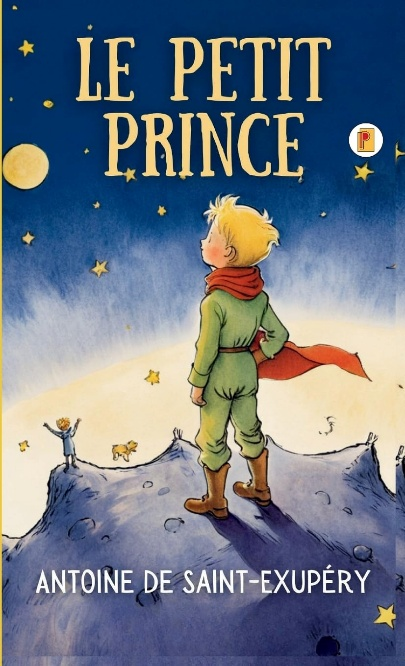 LE PETIT
PRINCE
P
ANTOINE DE SAINT-EXUPÉRY